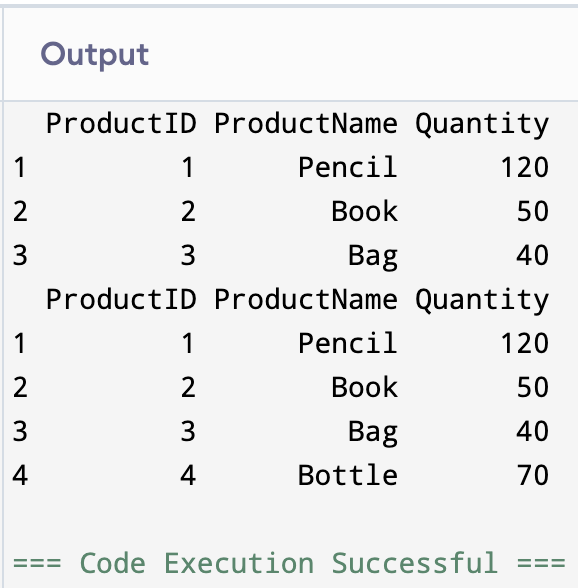 Output
ProductID ProductName Quantity
1 1 Pencil 120
2 2 Book 50
3 3 Bag 40
ProductID ProductName Quantity
1 1 Pencil 120
2 2 Book 50
3 3 Bag 40
4 4 Bottle 70
=== Code Execution Successful ===